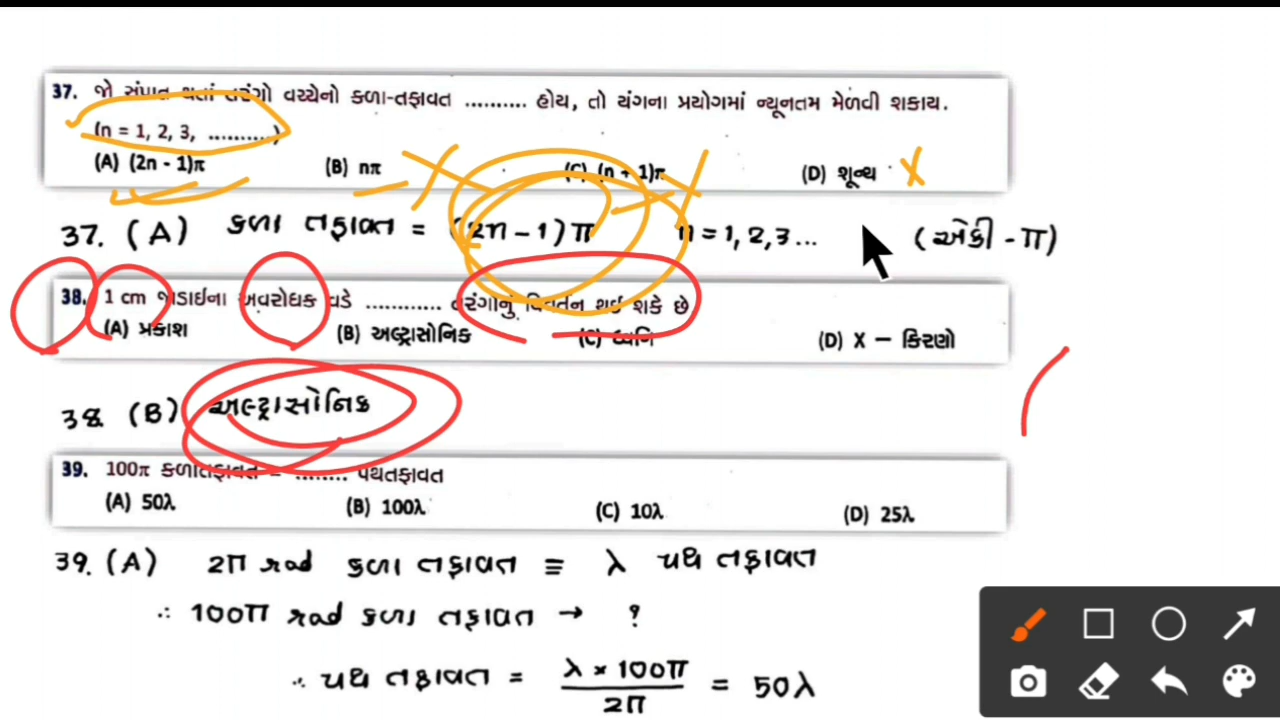 37. જો સંપાત થતાં તરંગો વચ્ચેનો કળા-તફાવત .......... હોય, તો યંગના પ્રયોગમાં ન્યૂનતમ મેળવી શકાય.
(n = 1, 2, 3, ..........)
(A) (2n - 1)π (B) nπ (C) (n + 1)π (D) શૂન્ય
37. (A) કળા તફાવત = (2n - 1) π n = 1, 2, 3... (એકી - π)
38. 1 cm જાડાઈના અવરોધક વડે ............ તરંગોનું વિવર્તન થઈ શકે છે.
(A) પ્રકાશ (B) અલ્ટ્રાસોનિક (C) ધ્વનિ (D) X — કિરણો
38. (B) અલ્ટ્રાસોનિક
39. 100π કળાતફાવત = ........ પથતફાવત
(A) 50λ (B) 100λ (C) 10λ (D) 25λ
39. (A) 2π rad કળા તફાવત ≡ λ પથ તફાવત
∴ 100π rad કળા તફાવત → ?
∴ પથ તફાવત = λ × 100π / 2π = 50λ